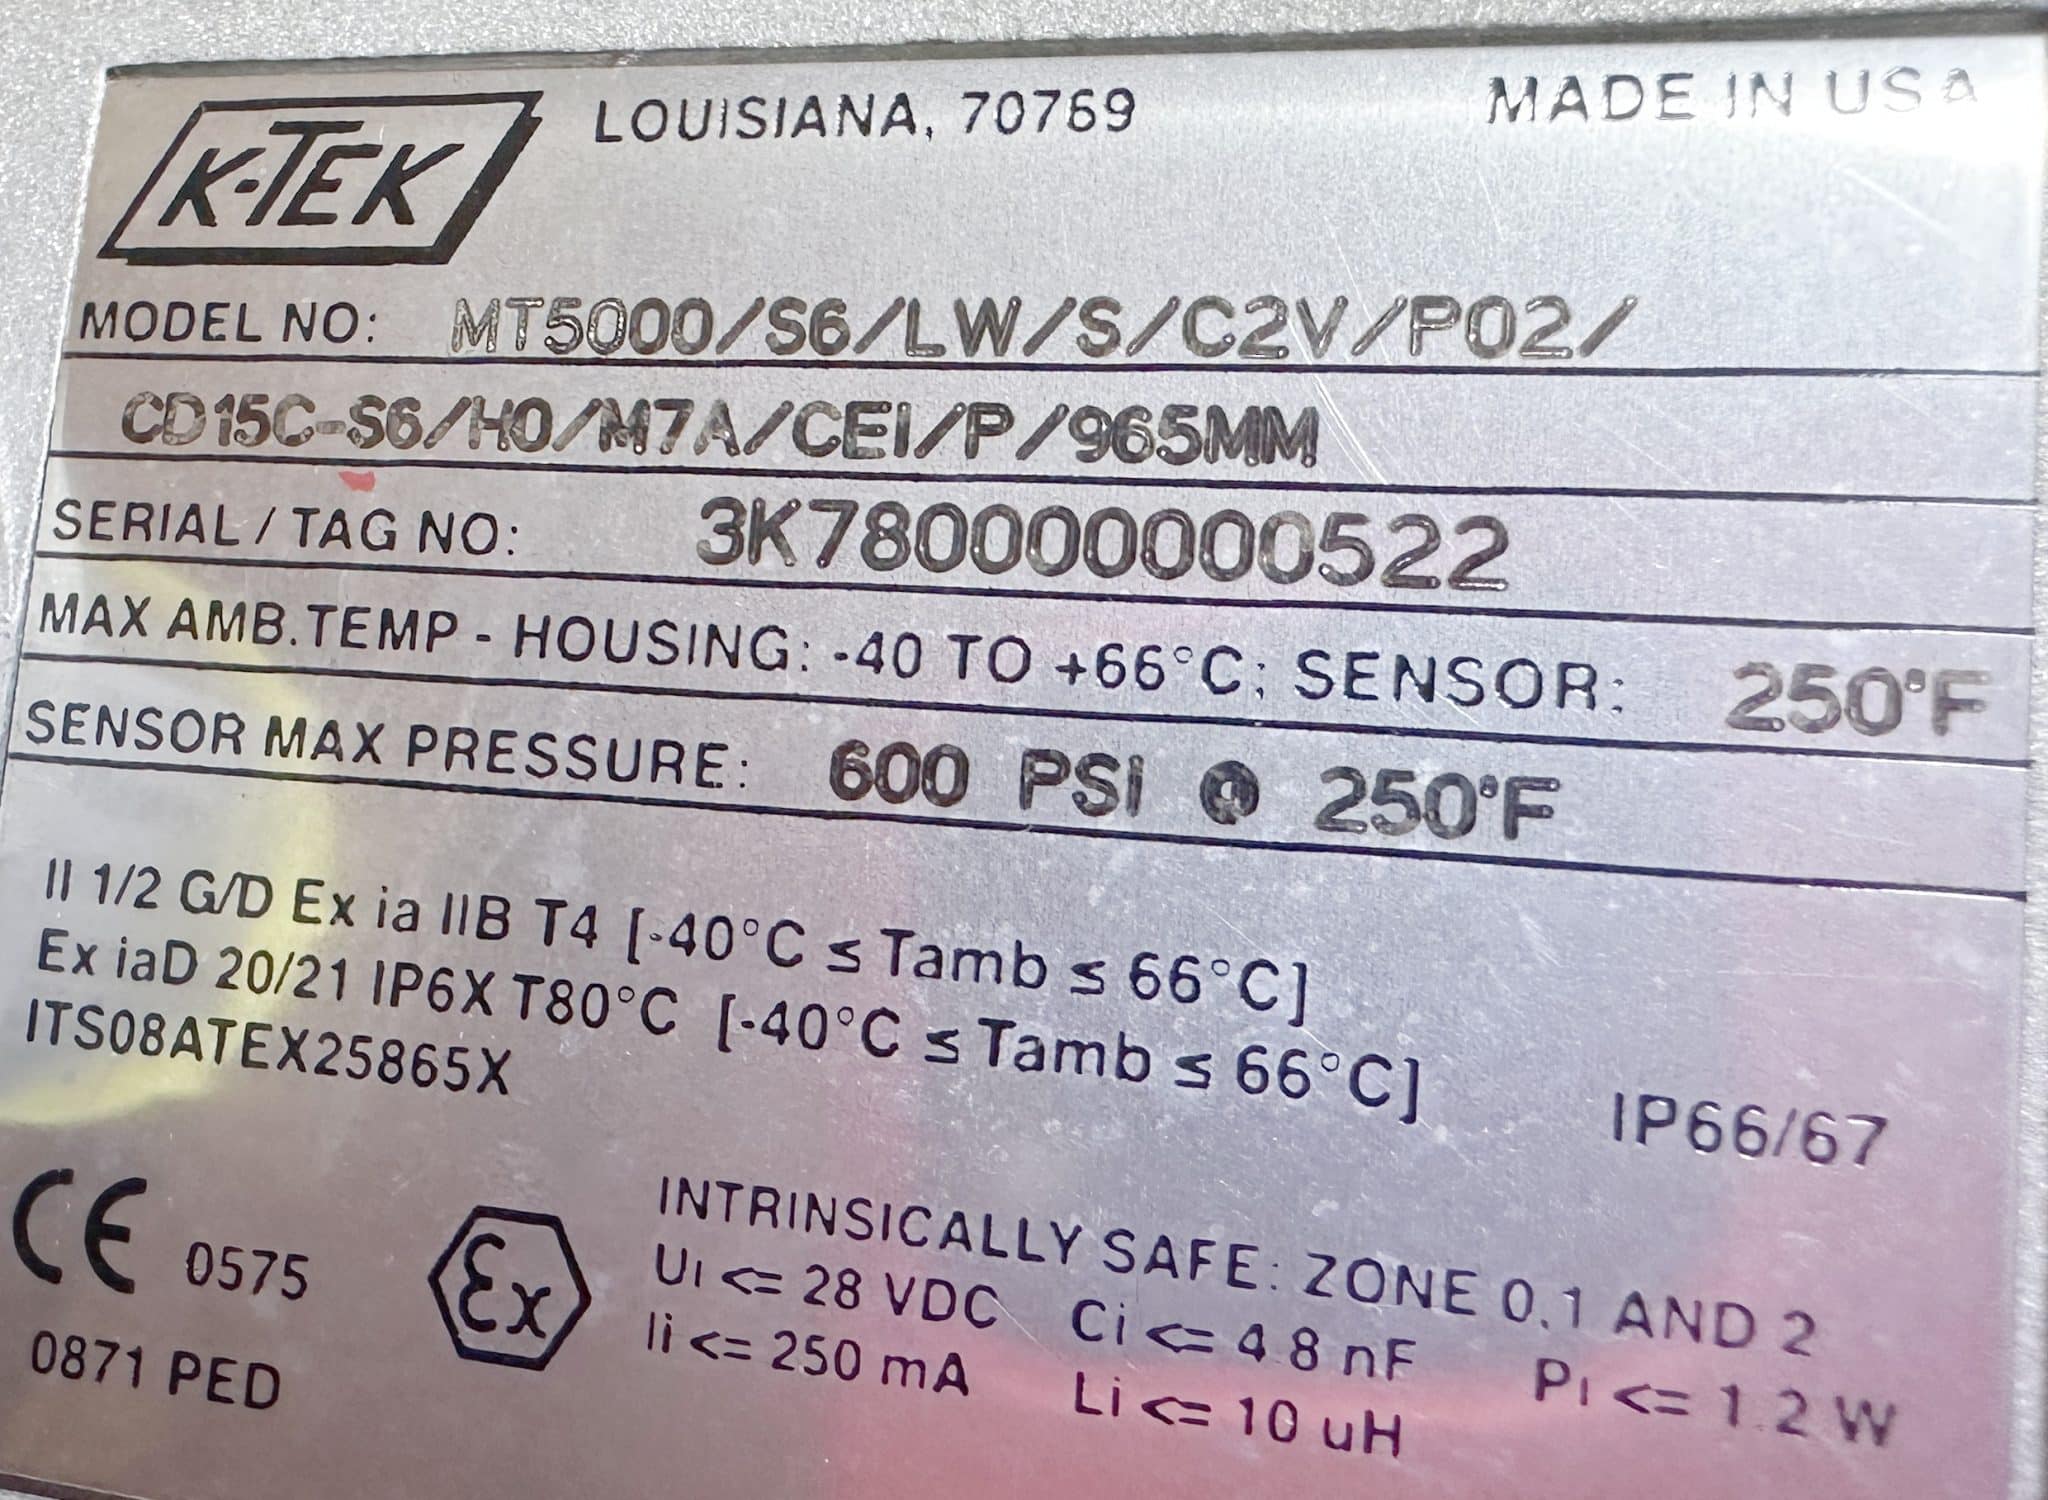 K-TEK LOUISIANA, 70769 MADE IN USA
MODEL NO: MT5000/S6/LW/S/C2V/P02/
CD15C-S6/H0/M7A/CEI/P/965MM
SERIAL / TAG NO: 3K780000000522
MAX AMB.TEMP - HOUSING: -40 TO +66°C; SENSOR: 250°F
SENSOR MAX PRESSURE: 600 PSI @ 250°F
II 1/2 G/D Ex ia IIB T4 [-40°C ≤ Tamb ≤ 66°C]
Ex iaD 20/21 IP6X T80°C [-40°C ≤ Tamb ≤ 66°C]
ITS08ATEX25865X
IP66/67
CE 0575
0871 PED
Ex
INTRINSICALLY SAFE: ZONE 0,1 AND 2
Ui <= 28 VDC Ci <= 4.8 nF Pi <= 1.2 W
Ii <= 250 mA Li <= 10 uH